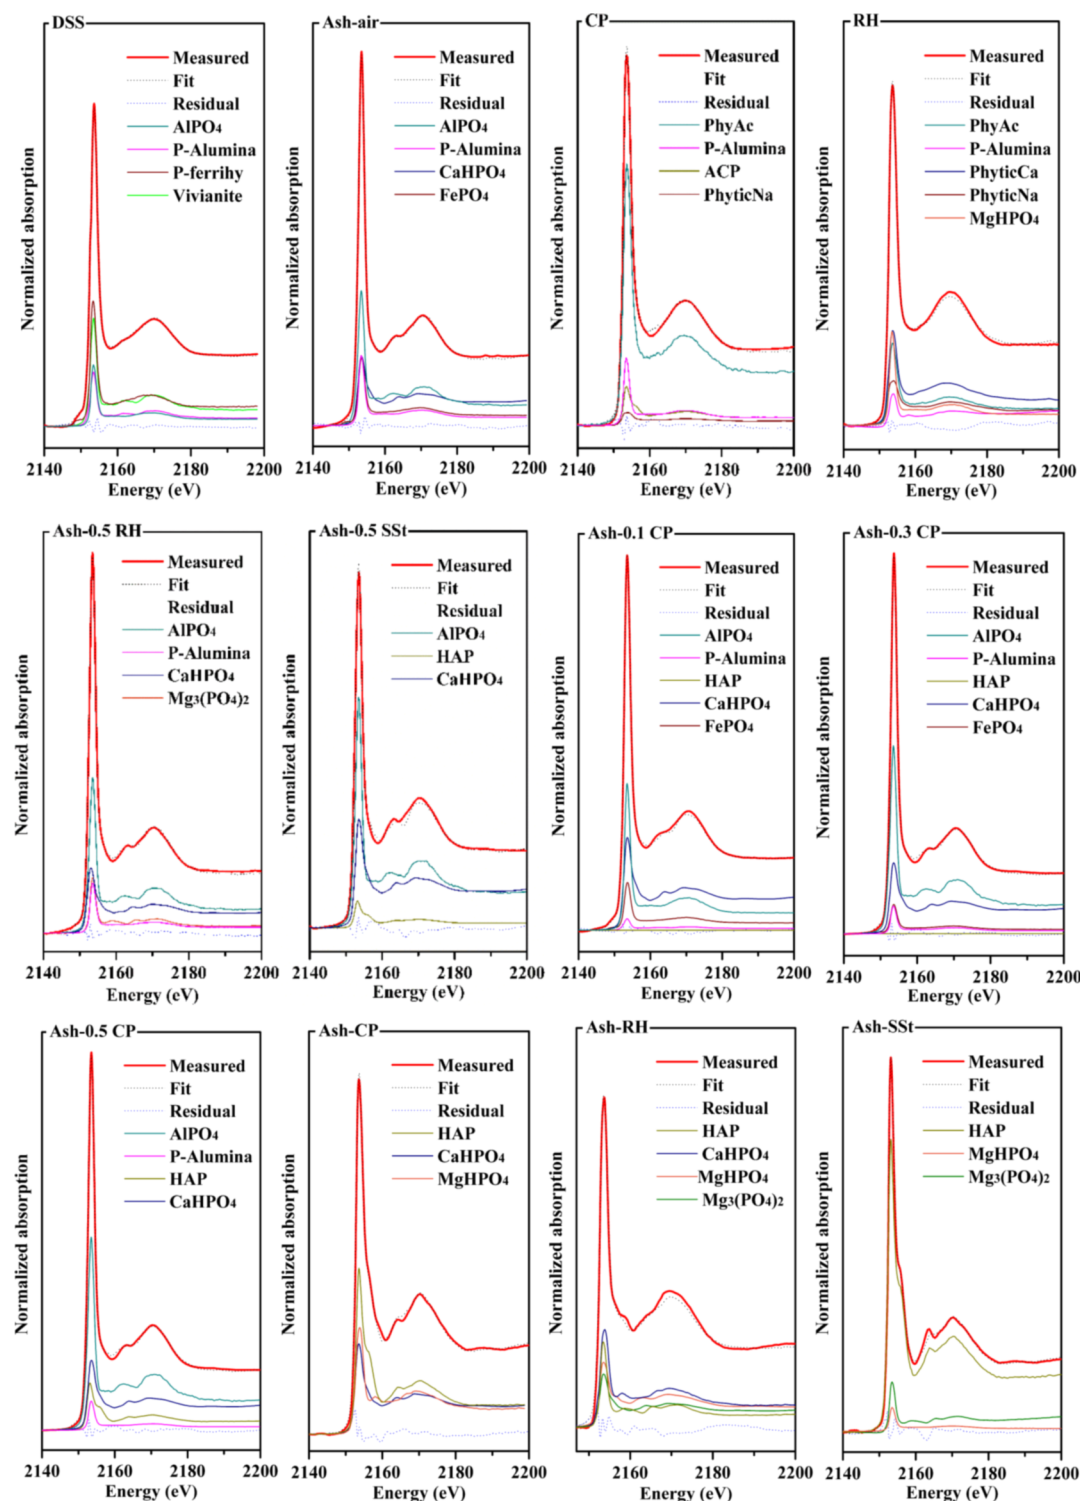 DSS
Measured
Fit
Residual
AlPO4
P-Alumina
P-ferrihy
Vivianite
Normalized absorption
2140 2160 2180 2200
Energy (eV)
Ash-air
Measured
Fit
Residual
AlPO4
P-Alumina
CaHPO4
FePO4
Normalized absorption
2140 2160 2180 2200
Energy (eV)
CP
Measured
Fit
Residual
PhyAc
P-Alumina
ACP
PhyticNa
Normalized absorption
2140 2160 2180 2200
Energy (eV)
RH
Measured
Fit
Residual
PhyAc
P-Alumina
PhyticCa
PhyticNa
MgHPO4
Normalized absorption
2140 2160 2180 2200
Energy (eV)
Ash-0.5 RH
Measured
Fit
Residual
AlPO4
P-Alumina
CaHPO4
Mg3(PO4)2
Normalized absorption
2140 2160 2180 2200
Energy (eV)
Ash-0.5 SSt
Measured
Fit
Residual
AlPO4
HAP
CaHPO4
Normalized absorption
2140 2160 2180 2200
Energy (eV)
Ash-0.1 CP
Measured
Fit
Residual
AlPO4
P-Alumina
HAP
CaHPO4
FePO4
Normalized absorption
2140 2160 2180 2200
Energy (eV)
Ash-0.3 CP
Measured
Fit
Residual
AlPO4
P-Alumina
HAP
CaHPO4
FePO4
Normalized absorption
2140 2160 2180 2200
Energy (eV)
Ash-0.5 CP
Measured
Fit
Residual
AlPO4
P-Alumina
HAP
CaHPO4
Normalized absorption
2140 2160 2180 2200
Energy (eV)
Ash-CP
Measured
Fit
Residual
HAP
CaHPO4
MgHPO4
Normalized absorption
2140 2160 2180 2200
Energy (eV)
Ash-RH
Measured
Fit
Residual
HAP
CaHPO4
MgHPO4
Mg3(PO4)2
Normalized absorption
2160 2180 2200
Energy (eV)
Ash-SSt
Measured
Fit
Residual
HAP
MgHPO4
Mg3(PO4)2
Normalized absorption
2140 2160 2180 2200
Energy (eV)